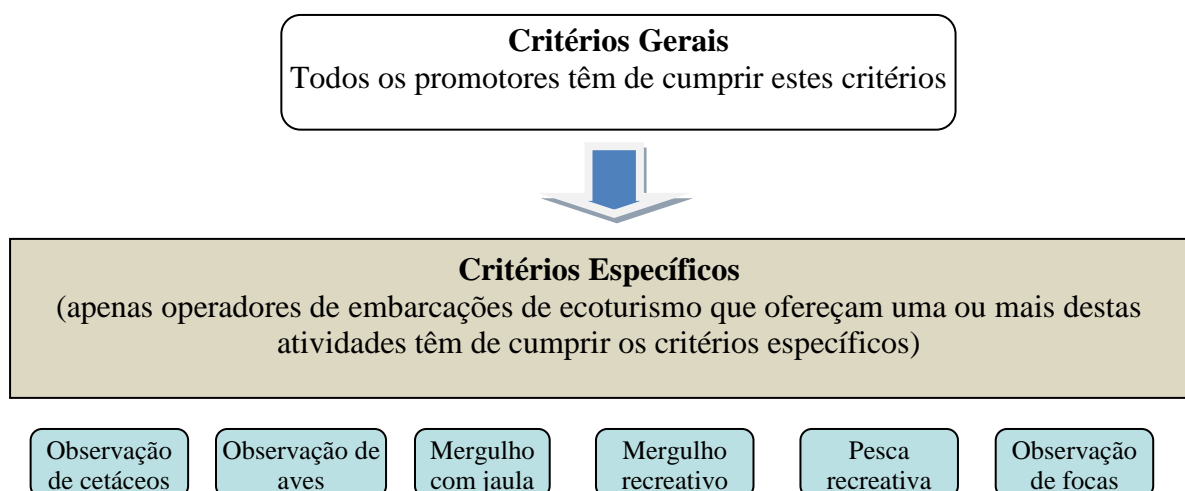 Critérios Gerais
Todos os promotores têm de cumprir estes critérios
Critérios Específicos
(apenas operadores de embarcações de ecoturismo que ofereçam uma ou mais destas
atividades têm de cumprir os critérios específicos)
Observação
de cetáceos
Observação de
aves
Mergulho
com jaula
Mergulho
recreativo
Pesca
recreativa
Observação
de focas